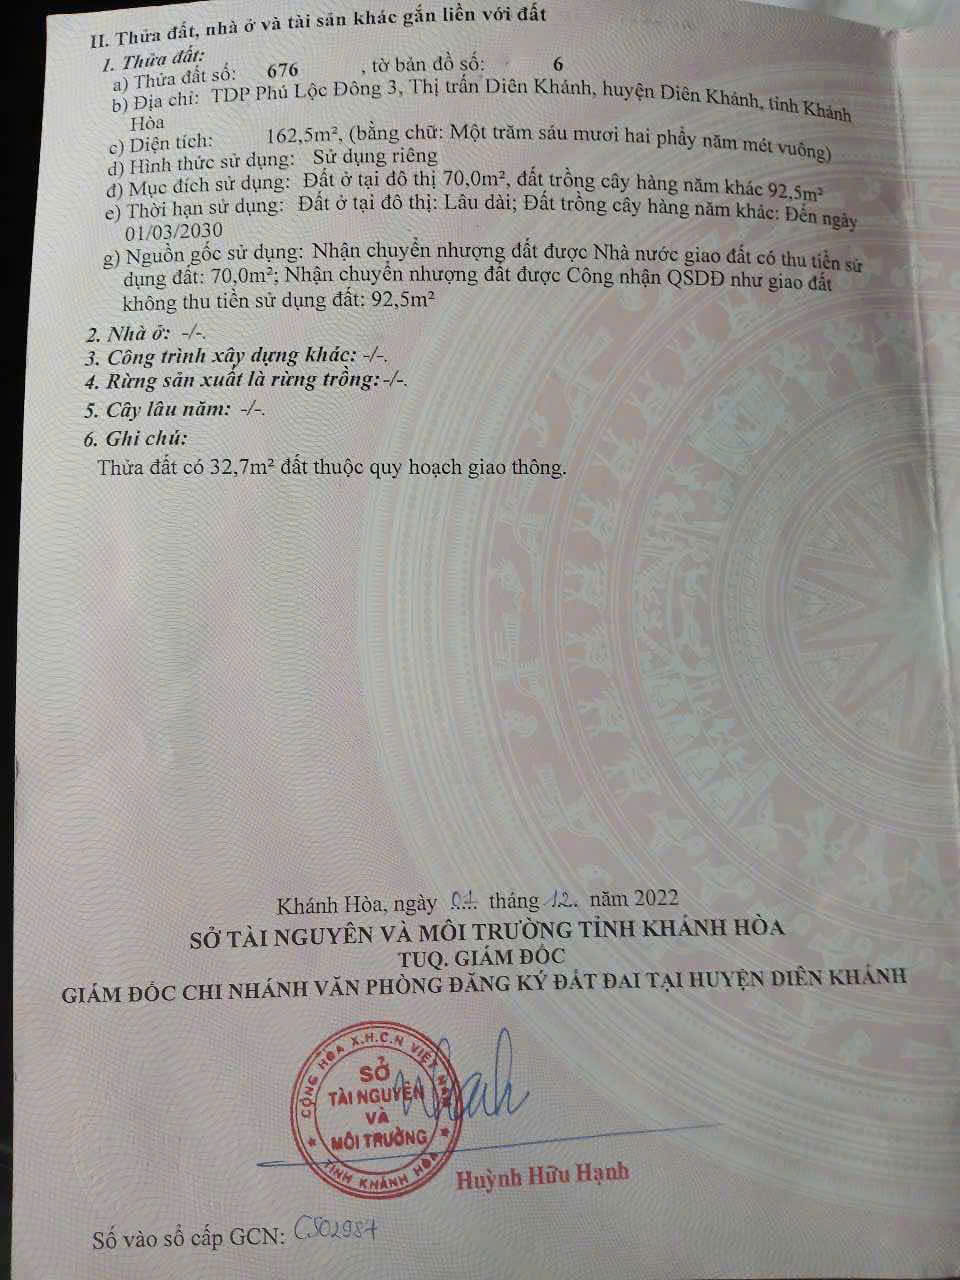 II. Thửa đất, nhà ở và tài sản khác gắn liền với đất
1. Thửa đất:
a) Thửa đất số: 676 , tờ bản đồ số: 6
b) Địa chỉ: TDP Phú Lộc Đông 3, Thị trấn Diên Khánh, huyện Diên Khánh, tỉnh Khánh
Hòa
c) Diện tích: 162,5m², (bằng chữ: Một trăm sáu mươi hai phẩy năm mét vuông)
d) Hình thức sử dụng: Sử dụng riêng
đ) Mục đích sử dụng: Đất ở tại đô thị 70,0m², đất trồng cây hàng năm khác 92,5m²
e) Thời hạn sử dụng: Đất ở tại đô thị: Lâu dài; Đất trồng cây hàng năm khác: Đến ngày
01/03/2030
g) Nguồn gốc sử dụng: Nhận chuyển nhượng đất được Nhà nước giao đất có thu tiền sử
dụng đất: 70,0m²; Nhận chuyển nhượng đất được Công nhận QSDĐ như giao đất
không thu tiền sử dụng đất: 92,5m²
2. Nhà ở: -/-.
3. Công trình xây dựng khác: -/-.
4. Rừng sản xuất là rừng trồng: -/-.
5. Cây lâu năm: -/-.
6. Ghi chú:
Thửa đất có 32,7m² đất thuộc quy hoạch giao thông.
Khánh Hòa, ngày 01 tháng 12 năm 2022
SỞ TÀI NGUYÊN VÀ MÔI TRƯỜNG TỈNH KHÁNH HÒA
TUQ. GIÁM ĐỐC
GIÁM ĐỐC CHI NHÁNH VĂN PHÒNG ĐĂNG KÝ ĐẤT ĐAI TẠI HUYỆN DIÊN KHÁNH
CỘNG HÒA X.H.C.N VIỆT NAM
SỞ
TÀI NGUYÊN
VÀ
MÔI TRƯỜNG
TỈNH KHÁNH HÒA
Huỳnh Hữu Hạnh
Số vào sổ cấp GCN: CS02987